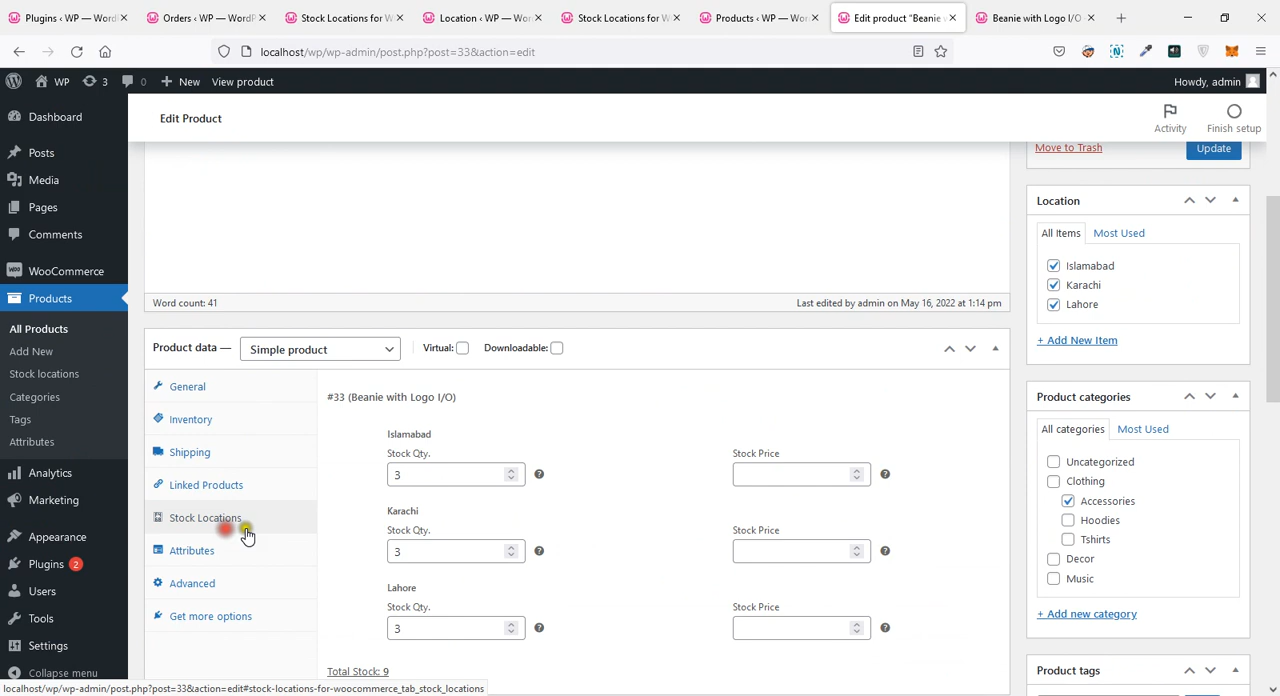 Plugins ‹ WP — WordP
Orders ‹ WP — WordP
Stock Locations for W
Location ‹ WP — Wor
Stock Locations for W
Products ‹ WP — Wor
Edit product "Beanie
Beanie with Logo I/O
localhost/wp/wp-admin/post.php?post=33&action=edit
WP
3
0
New
View product
Howdy, admin
Dashboard
Posts
Media
Pages
Comments
WooCommerce
Products
All Products
Add New
Stock locations
Categories
Tags
Attributes
Analytics
Marketing
Appearance
Plugins 2
Users
Tools
Settings
Collapse menu
Edit Product
Activity
Finish setup
Word count: 41
Last edited by admin on May 16, 2022 at 1:14 pm
Product data —
Simple product
Virtual:
Downloadable:
General
Inventory
Shipping
Linked Products
Stock Locations
Attributes
Advanced
Get more options
#33 (Beanie with Logo I/O)
Islamabad
Stock Qty.
Stock Price
3
Karachi
Stock Qty.
Stock Price
3
Lahore
Stock Qty.
Stock Price
3
Total Stock: 9
Move to Trash
Update
Location
All Items
Most Used
Islamabad
Karachi
Lahore
+ Add New Item
Product categories
All categories
Most Used
Uncategorized
Clothing
Accessories
Hoodies
Tshirts
Decor
Music
+ Add new category
Product tags
localhost/wp/wp-admin/post.php?post=33&action=edit#stock-locations-for-woocommerce_tab_stock_locations